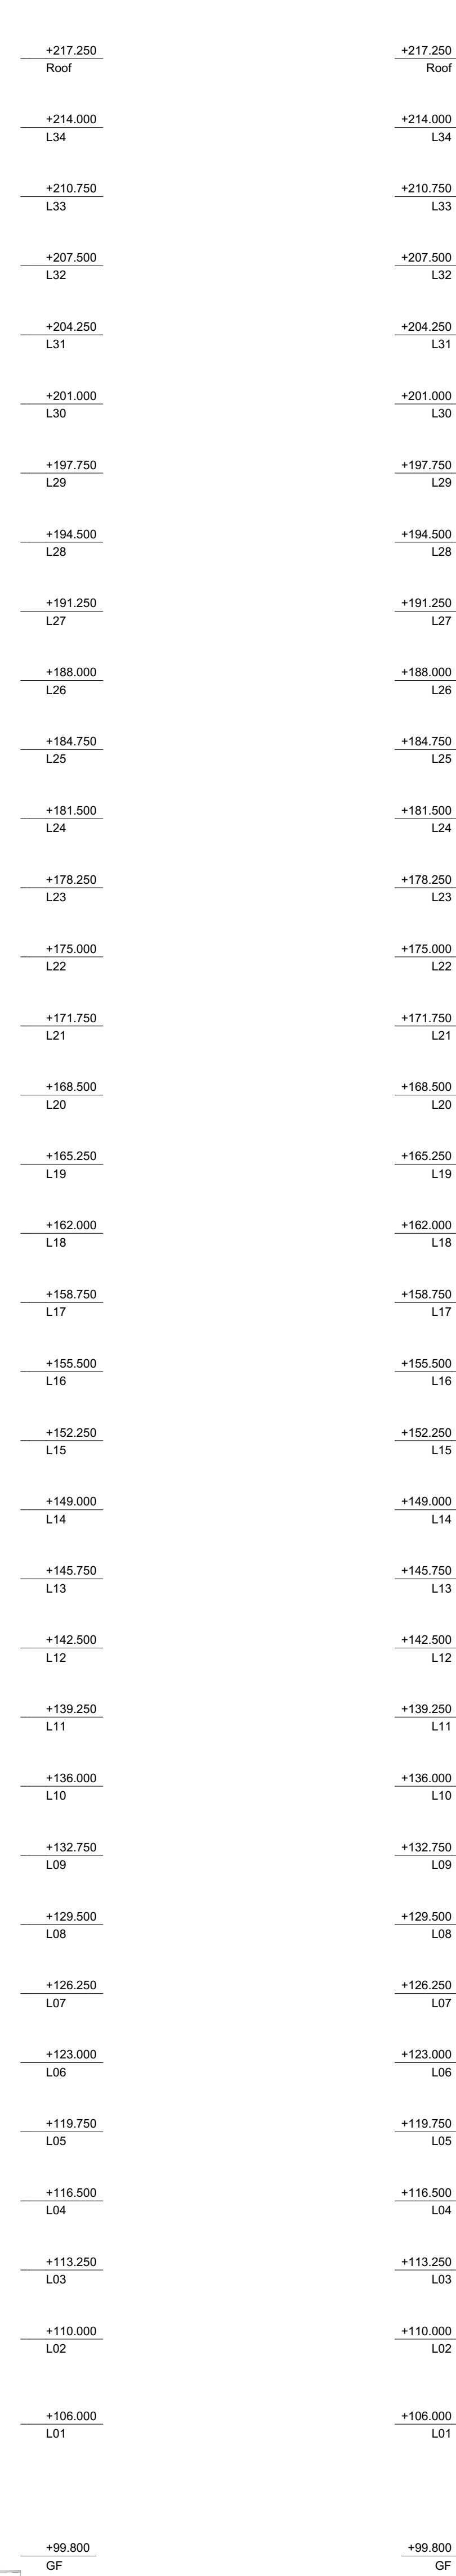 +217.250 +217.250
Roof Roof
+214.000 +214.000
L34 L34
+210.750 +210.750
L33 L33
+207.500 +207.500
L32 L32
+204.250 +204.250
L31 L31
+201.000 +201.000
L30 L30
+197.750 +197.750
L29 L29
+194.500 +194.500
L28 L28
+191.250 +191.250
L27 L27
+188.000 +188.000
L26 L26
+184.750 +184.750
L25 L25
+181.500 +181.500
L24 L24
+178.250 +178.250
L23 L23
+175.000 +175.000
L22 L22
+171.750 +171.750
L21 L21
+168.500 +168.500
L20 L20
+165.250 +165.250
L19 L19
+162.000 +162.000
L18 L18
+158.750 +158.750
L17 L17
+155.500 +155.500
L16 L16
+152.250 +152.250
L15 L15
+149.000 +149.000
L14 L14
+145.750 +145.750
L13 L13
+142.500 +142.500
L12 L12
+139.250 +139.250
L11 L11
+136.000 +136.000
L10 L10
+132.750 +132.750
L09 L09
+129.500 +129.500
L08 L08
+126.250 +126.250
L07 L07
+123.000 +123.000
L06 L06
+119.750 +119.750
L05 L05
+116.500 +116.500
L04 L04
+113.250 +113.250
L03 L03
+110.000 +110.000
L02 L02
+106.000 +106.000
L01 L01
+99.800 +99.800
GF GF